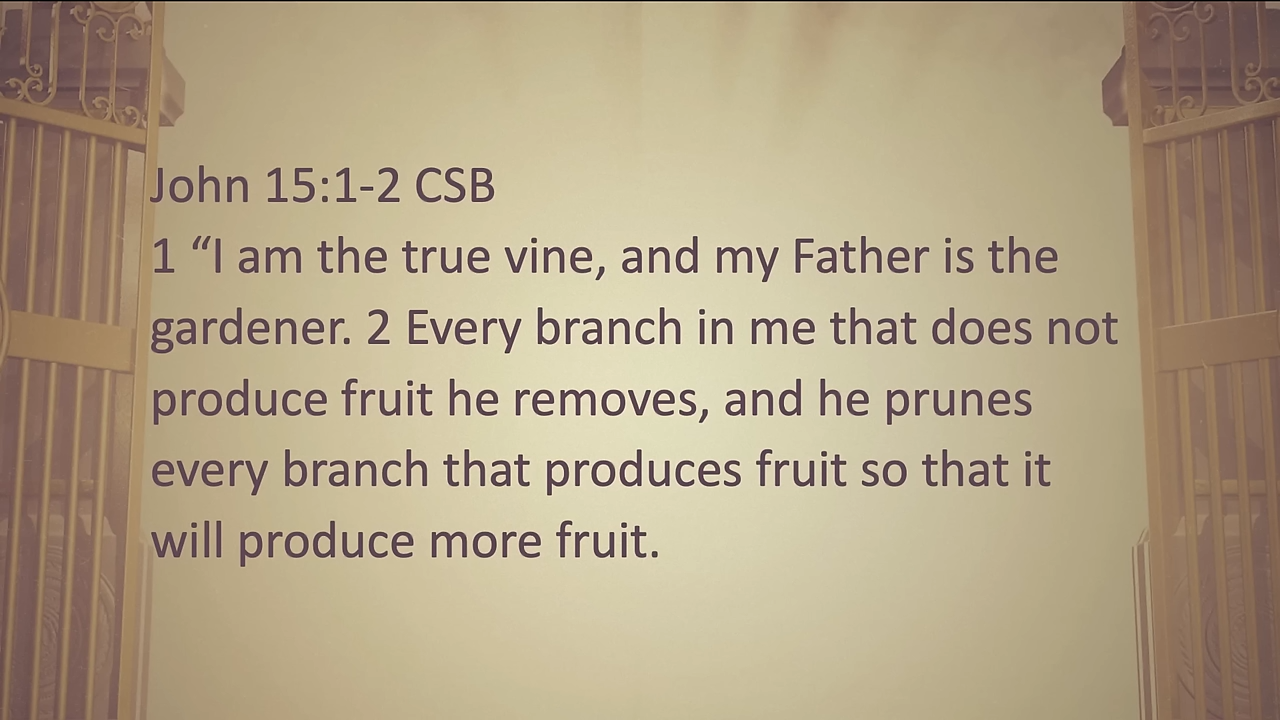 John 15:1-2 CSB
1 “I am the true vine, and my Father is the
gardener. 2 Every branch in me that does not
produce fruit he removes, and he prunes
every branch that produces fruit so that it
will produce more fruit.